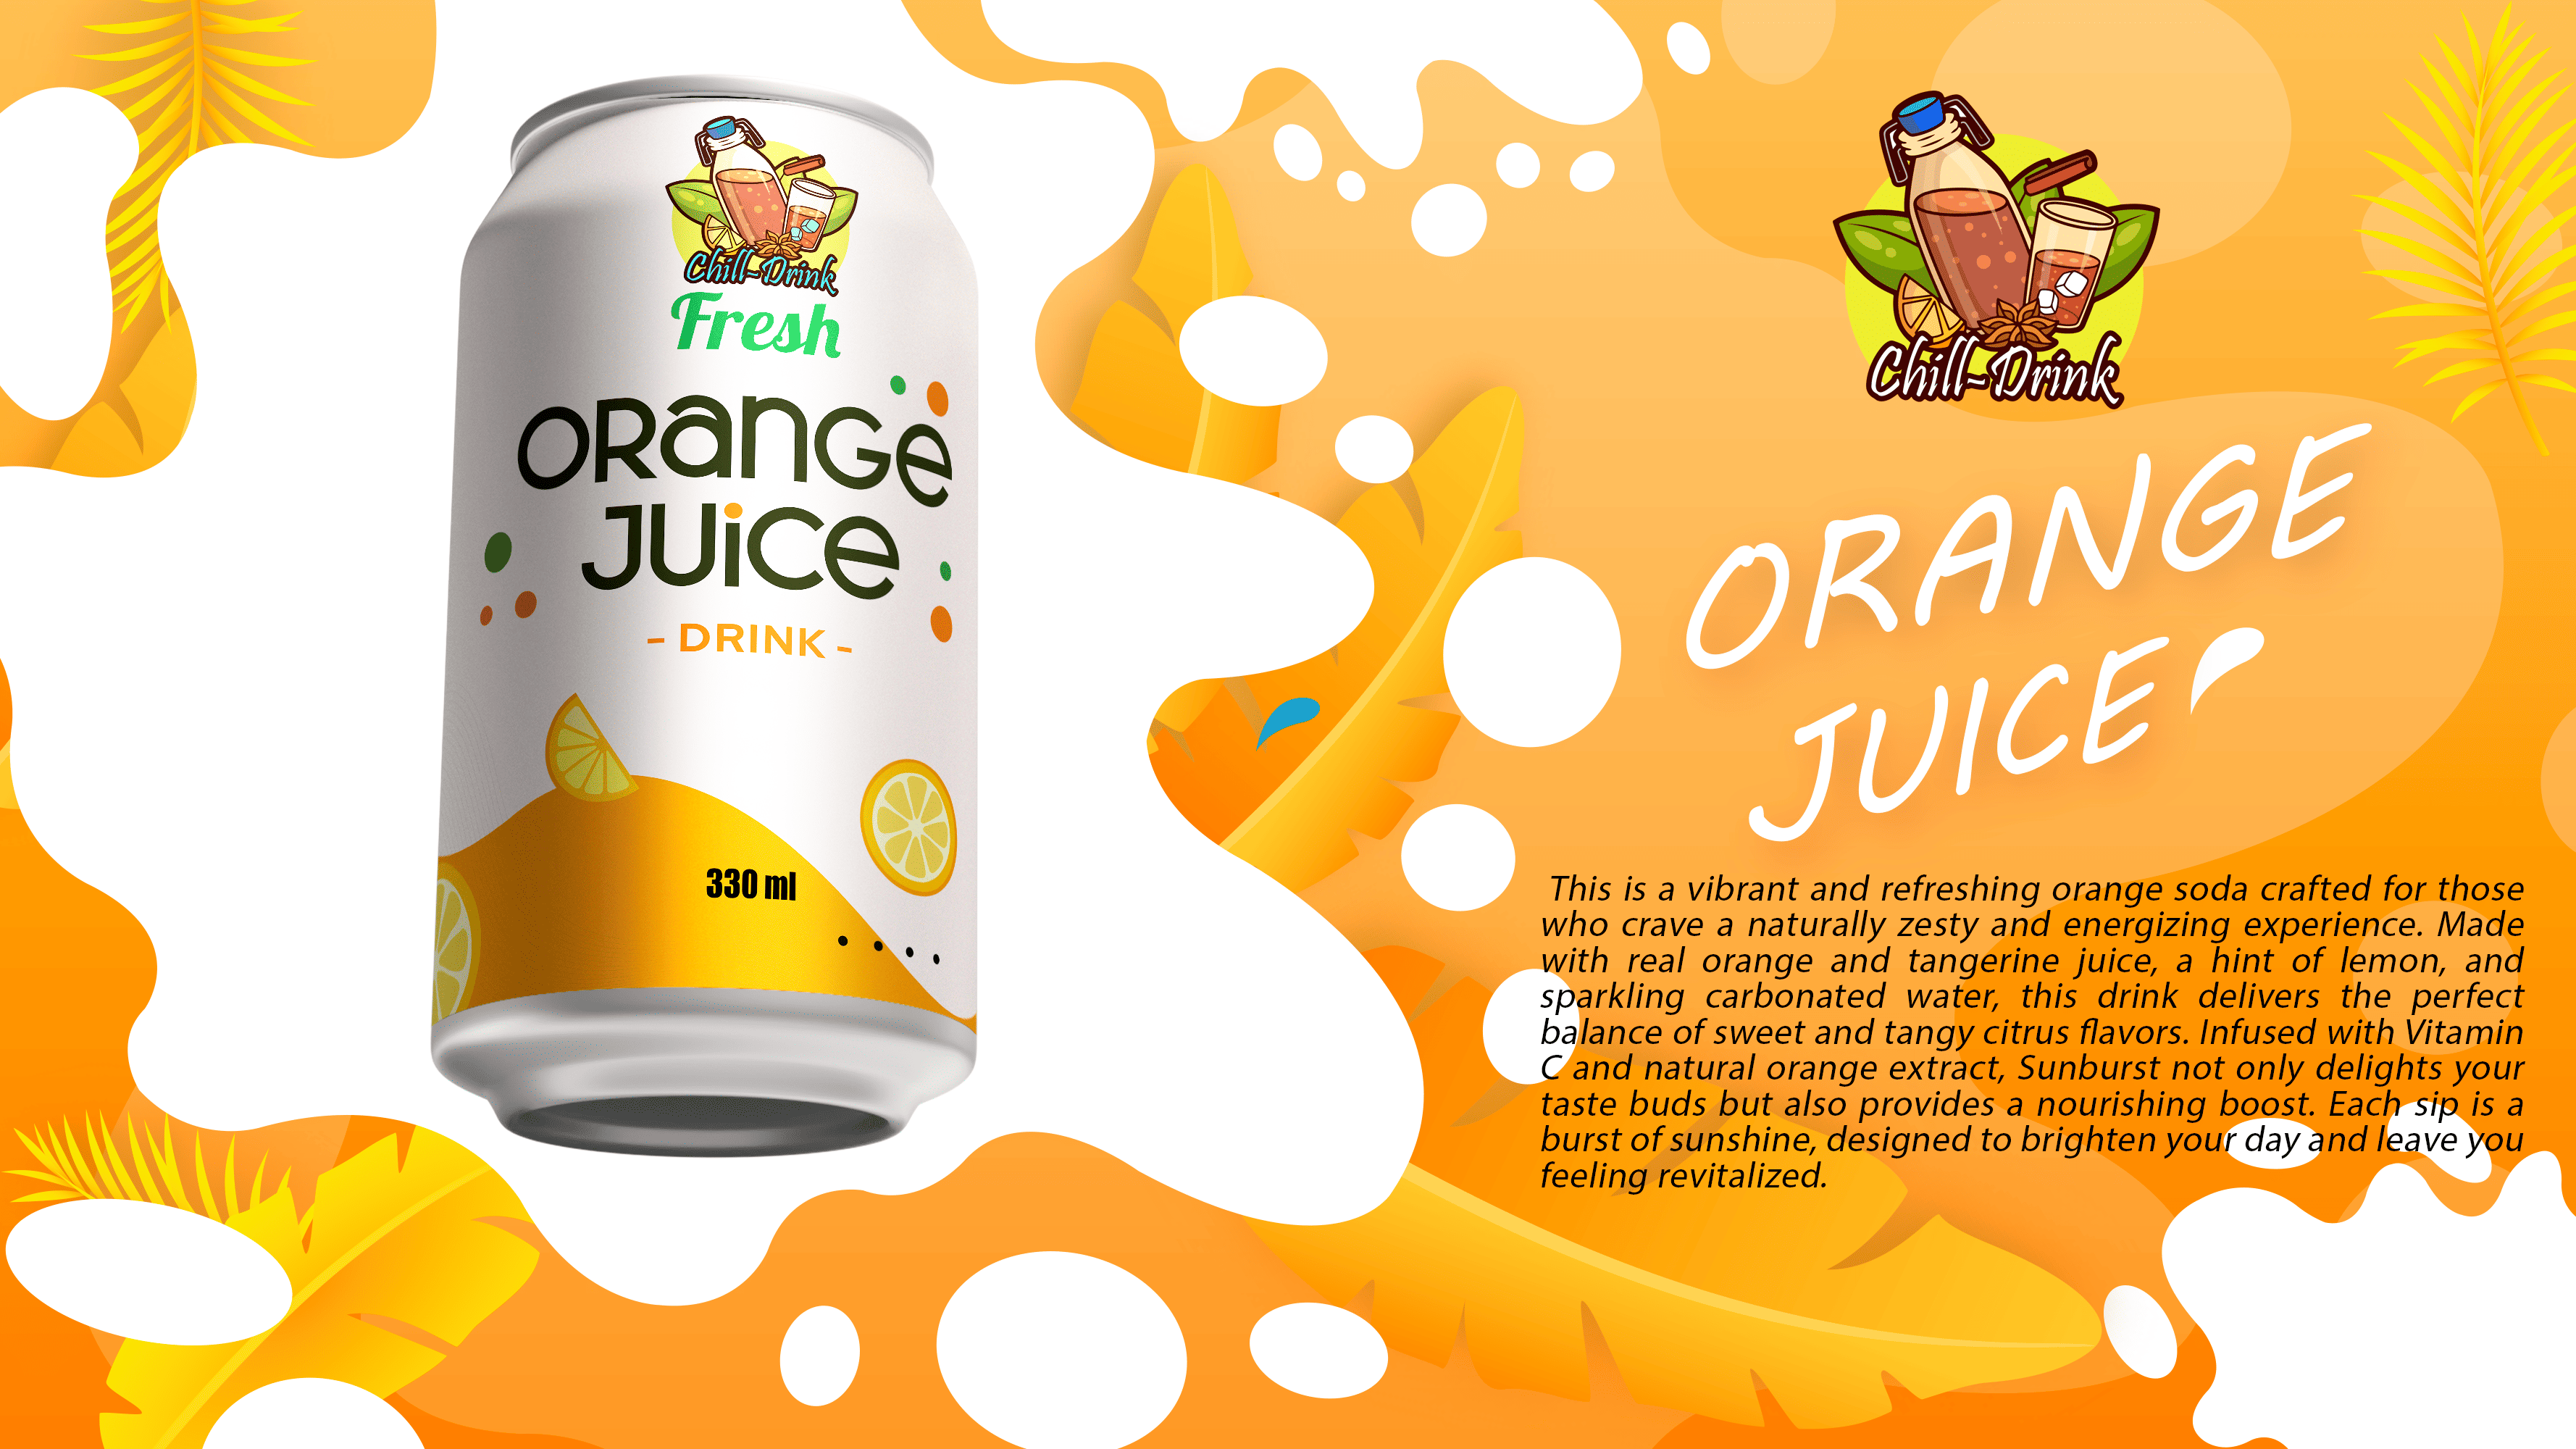 Chill-Drink
Fresh
ORaNGe
JUiCe
- DRINK -
330 ml
Chill-Drink
ORANGE
JUICE
This is a vibrant and refreshing orange soda crafted for those
who crave a naturally zesty and energizing experience. Made
with real orange and tangerine juice, a hint of lemon, and
sparkling carbonated water, this drink delivers the perfect
balance of sweet and tangy citrus flavors. Infused with Vitamin
C and natural orange extract, Sunburst not only delights your
taste buds but also provides a nourishing boost. Each sip is a
burst of sunshine, designed to brighten your day and leave you
feeling revitalized.